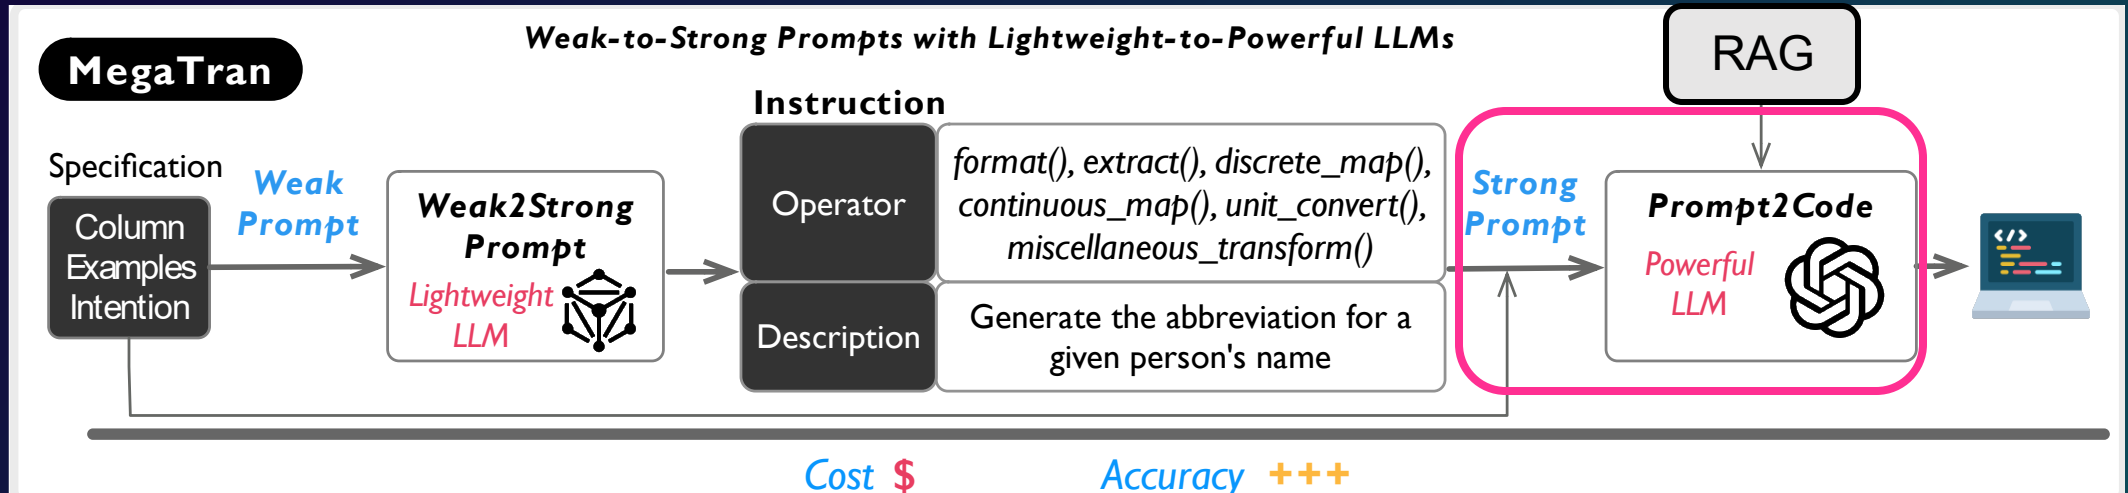 Weak-to-Strong Prompts with Lightweight-to-Powerful LLMs
MegaTran
RAG
Specification
Column
Examples
Intention
Weak
Prompt
Weak2Strong
Prompt
Lightweight
LLM
Instruction
Operator
format(), extract(), discrete_map(),
continuous_map(), unit_convert(),
miscellaneous_transform()
Description
Generate the abbreviation for a
given person's name
Strong
Prompt
Prompt2Code
Powerful
LLM
</>
Cost $
Accuracy +++